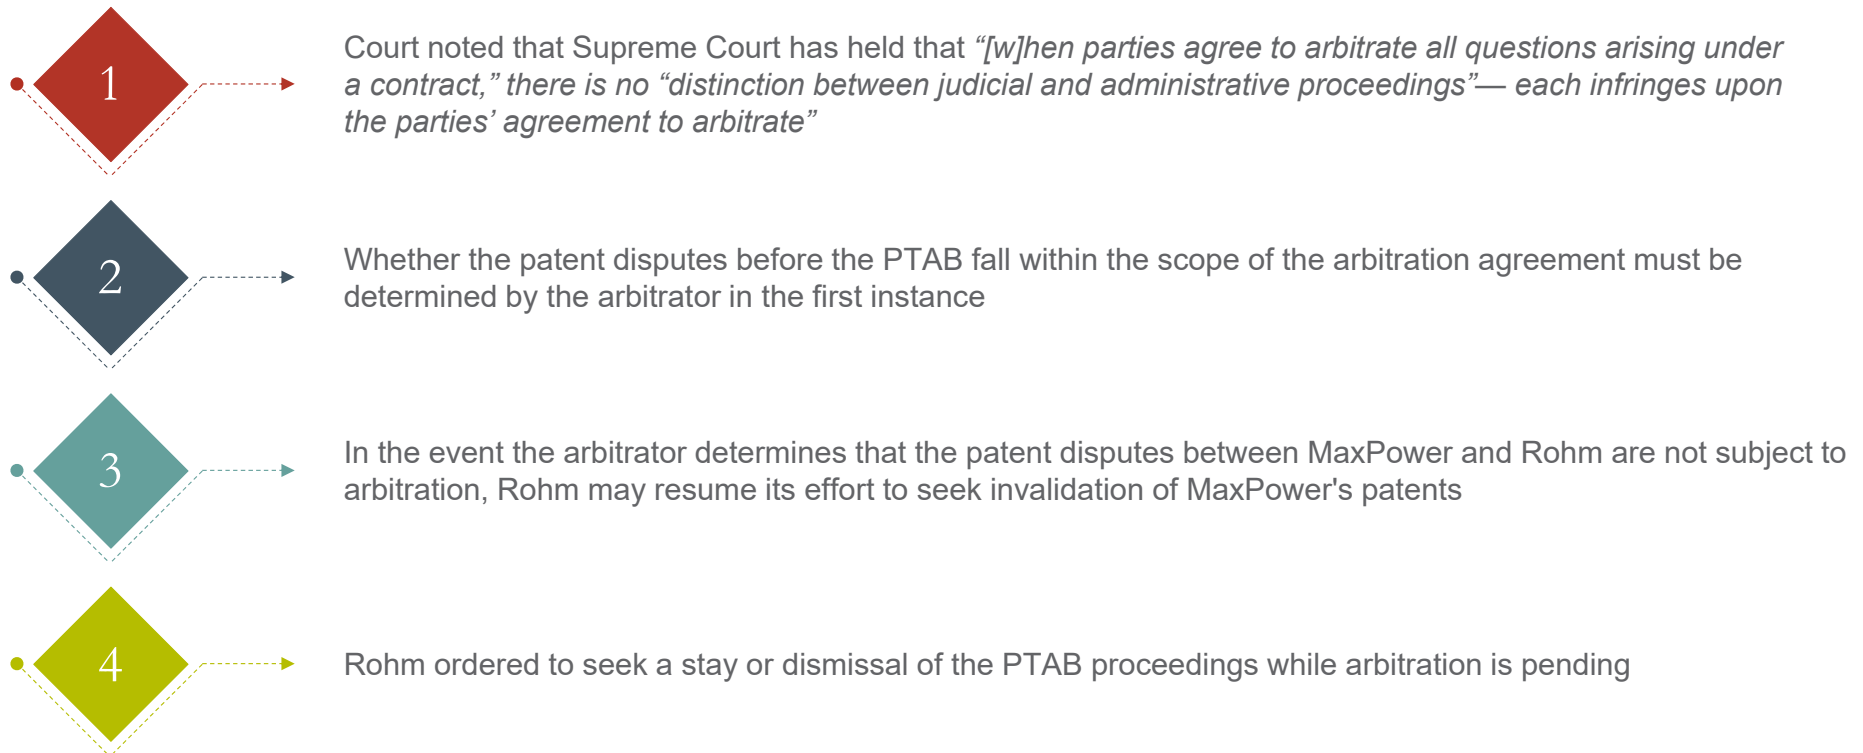 1
Court noted that Supreme Court has held that “[w]hen parties agree to arbitrate all questions arising under
a contract,” there is no “distinction between judicial and administrative proceedings”— each infringes upon
the parties’ agreement to arbitrate”
2
Whether the patent disputes before the PTAB fall within the scope of the arbitration agreement must be
determined by the arbitrator in the first instance
3
In the event the arbitrator determines that the patent disputes between MaxPower and Rohm are not subject to
arbitration, Rohm may resume its effort to seek invalidation of MaxPower's patents
4
Rohm ordered to seek a stay or dismissal of the PTAB proceedings while arbitration is pending